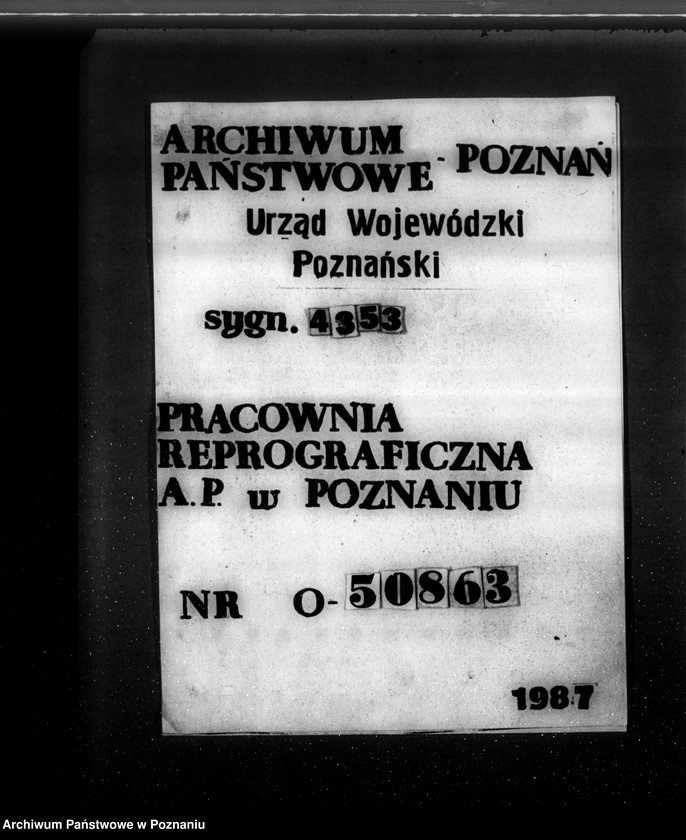 ARCHIWUM
PAŃSTWOWE - POZNAŃ
Urząd Wojewódzki
Poznański
sygn. 4353
PRACOWNIA
REPROGRAFICZNA
A.P. w POZNANIU
NR O-50863
1987
Archiwum Państwowe w Poznaniu